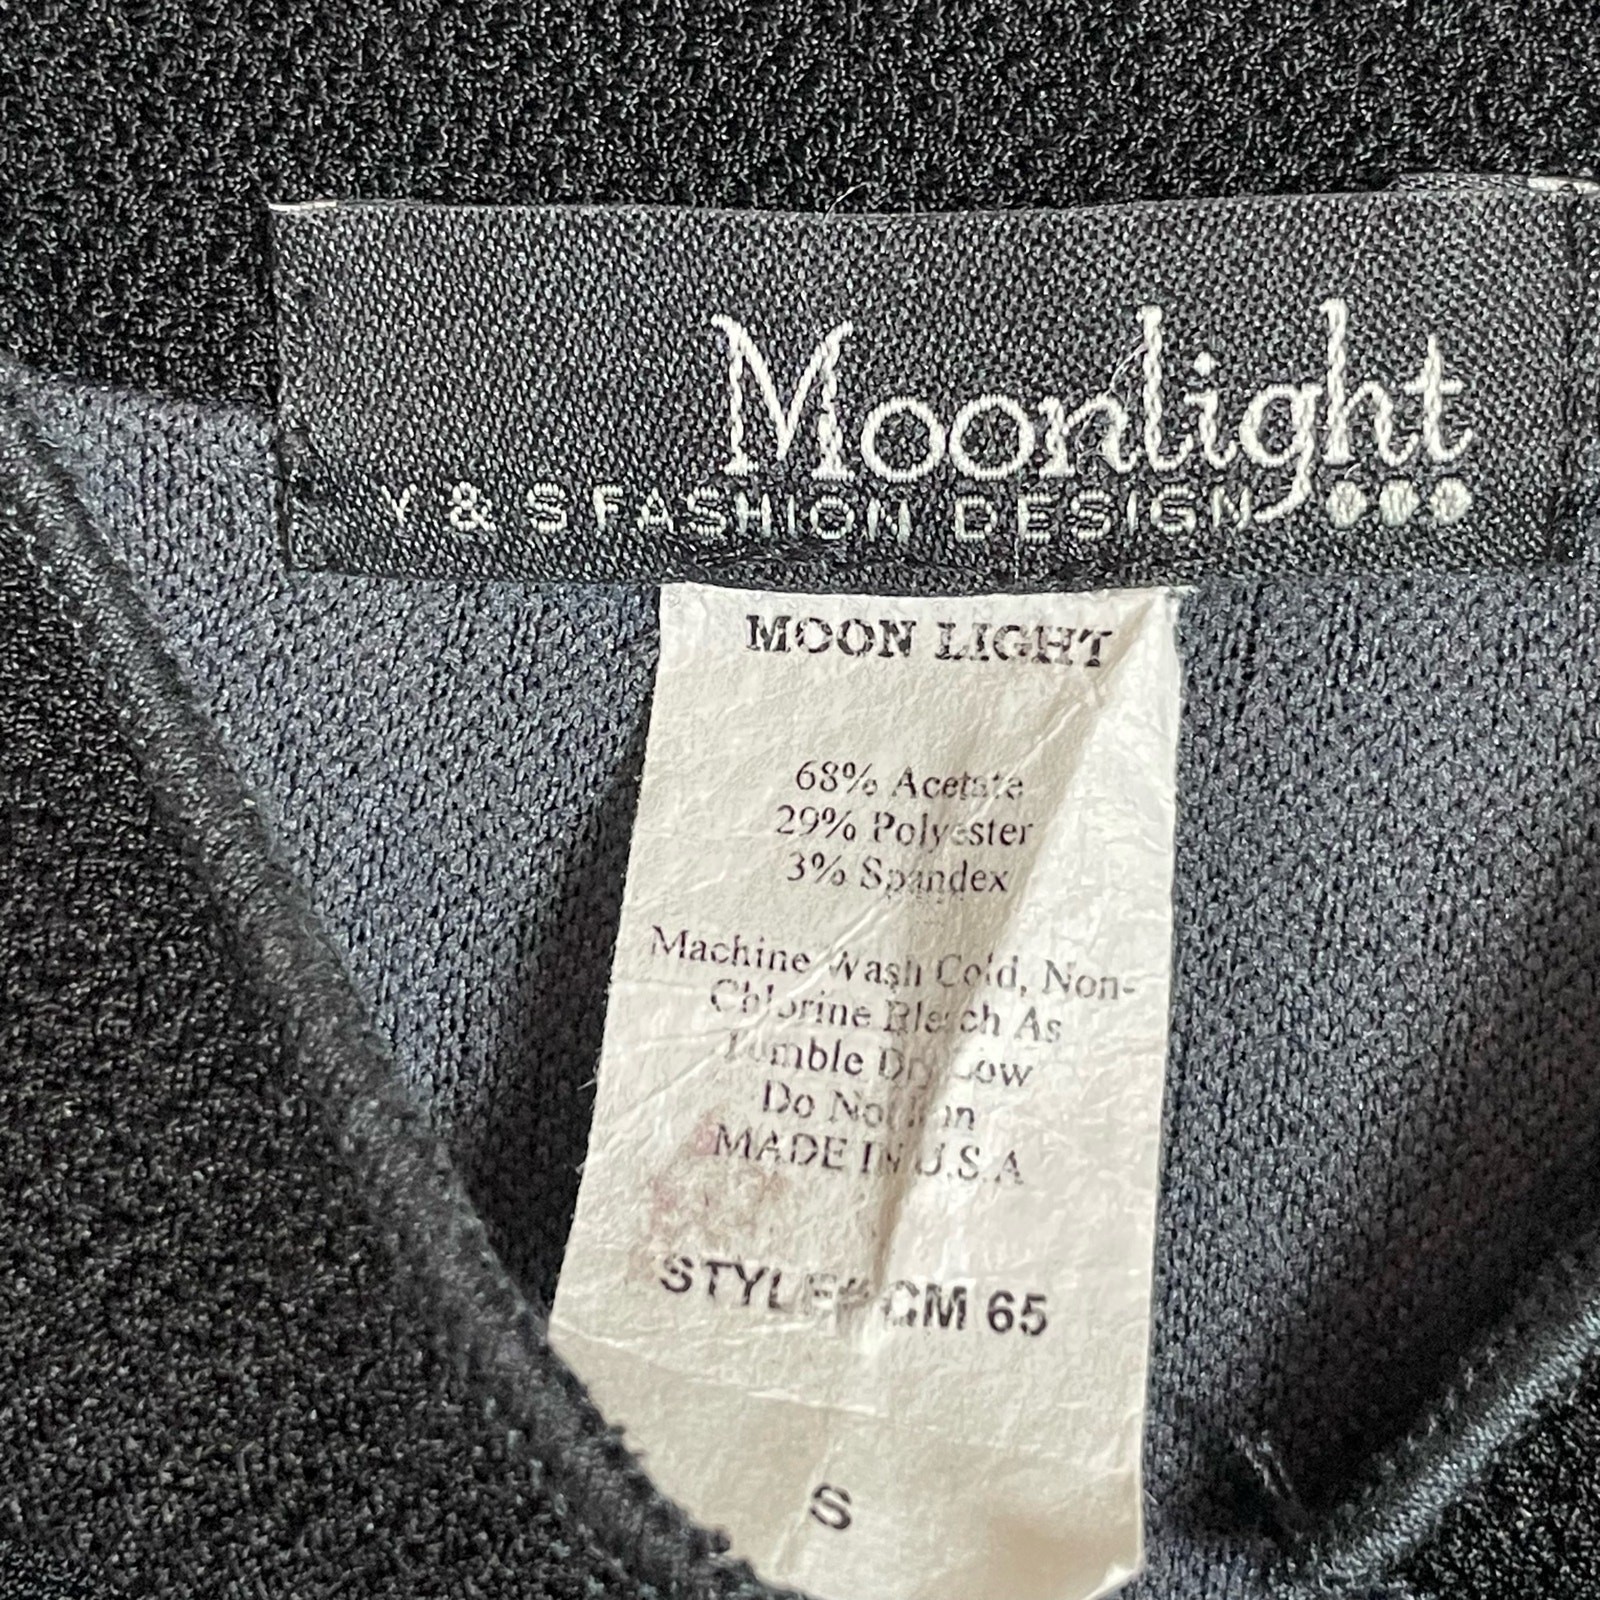 Moonlight
Y & S FASHION DESIGN
MOON LIGHT
68% Acetate
29% Polyester
3% Spandex
Machine Wash Cold, Non-
Chlorine Bleach As
Tumble Dry Low
Do Not Iron
MADE IN U.S.A
STYLE# CM 65
S